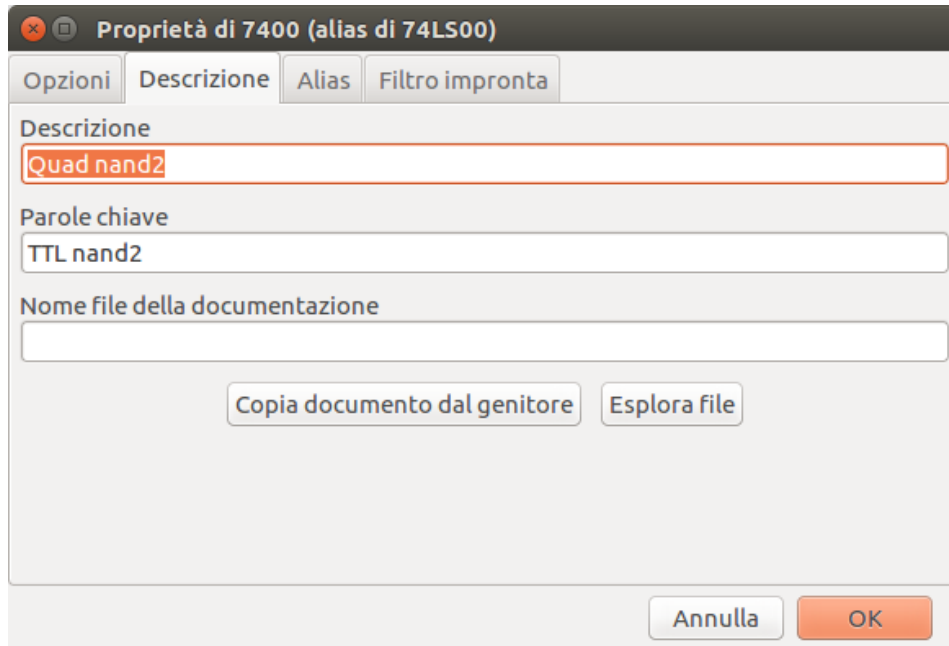 Proprietà di 7400 (alias di 74LS00)
Opzioni Descrizione Alias Filtro impronta
Descrizione
Quad nand2
Parole chiave
TTL nand2
Nome file della documentazione
Copia documento dal genitore Esplora file
Annulla OK